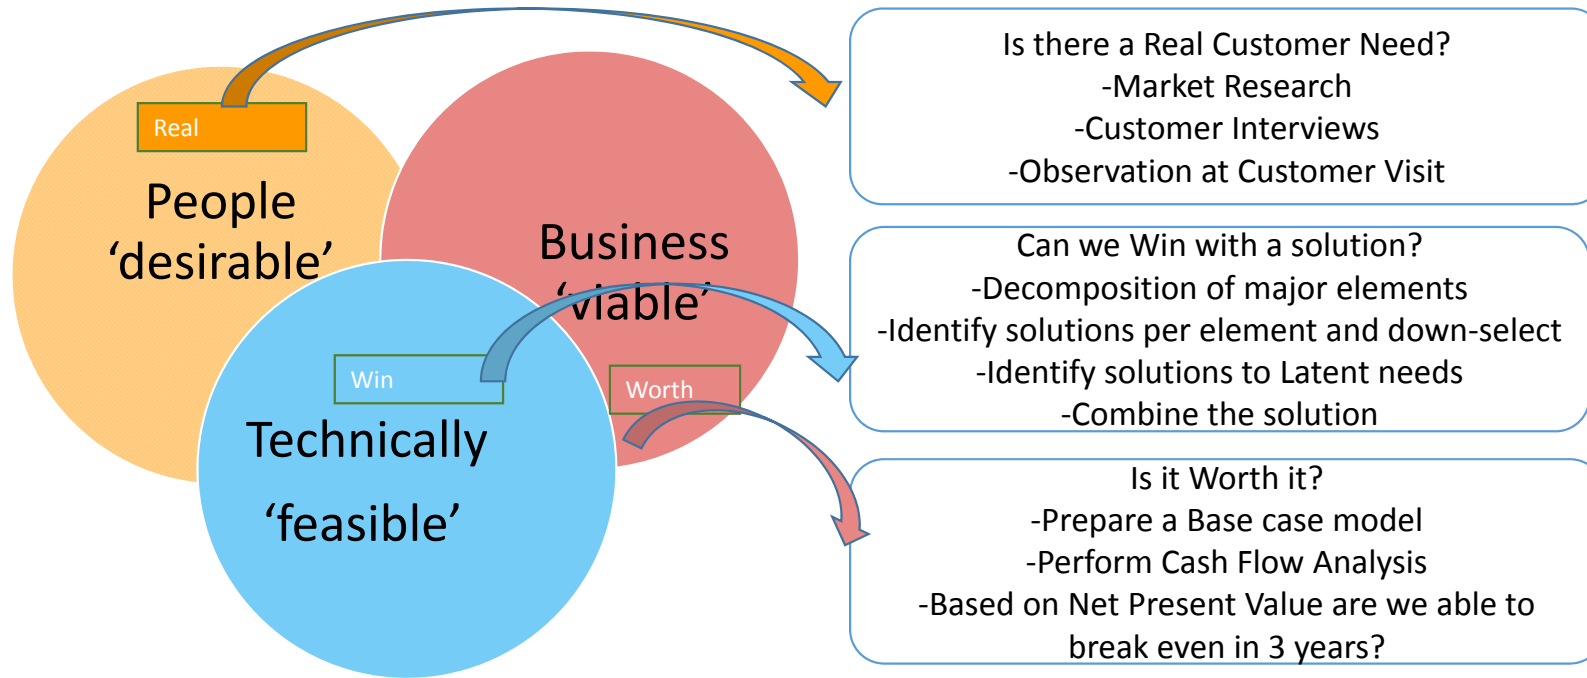 Real
People
‘desirable’
Business
‘viable’
Win
Worth
Technically
‘feasible’
Is there a Real Customer Need?
-Market Research
-Customer Interviews
-Observation at Customer Visit
Can we Win with a solution?
-Decomposition of major elements
-Identify solutions per element and down-select
-Identify solutions to Latent needs
-Combine the solution
Is it Worth it?
-Prepare a Base case model
-Perform Cash Flow Analysis
-Based on Net Present Value are we able to
break even in 3 years?